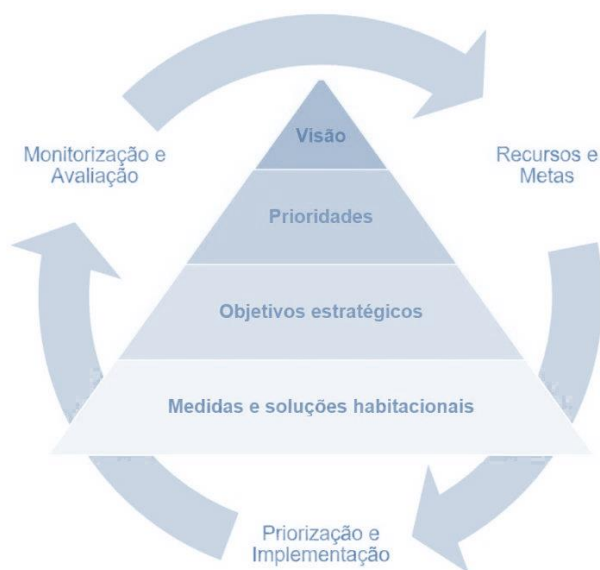 Visão
Monitorização e
Avaliação
Recursos e
Metas
Prioridades
Objetivos estratégicos
Medidas e soluções habitacionais
Priorização e
Implementação